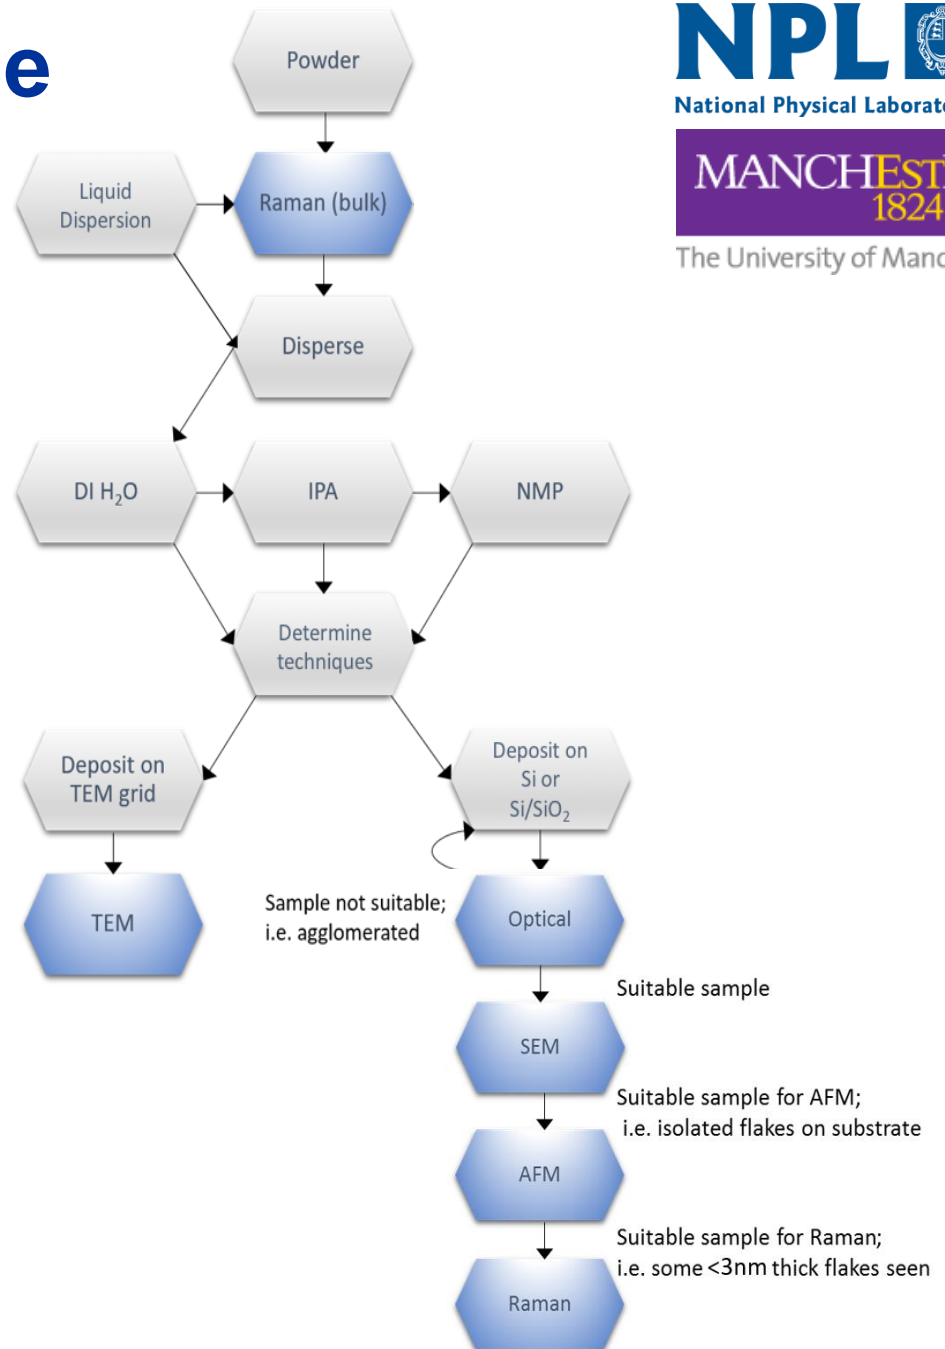 e
Powder
NPL
National Physical Laborato
MANCHEST
1824
The University of Manc
Liquid
Dispersion
Raman (bulk)
Disperse
DI H₂O
IPA
NMP
Determine
techniques
Deposit on
TEM grid
Deposit on
Si or
Si/SiO₂
Sample not suitable;
i.e. agglomerated
TEM
Optical
Suitable sample
SEM
Suitable sample for AFM;
i.e. isolated flakes on substrate
AFM
Suitable sample for Raman;
i.e. some <3nm thick flakes seen
Raman